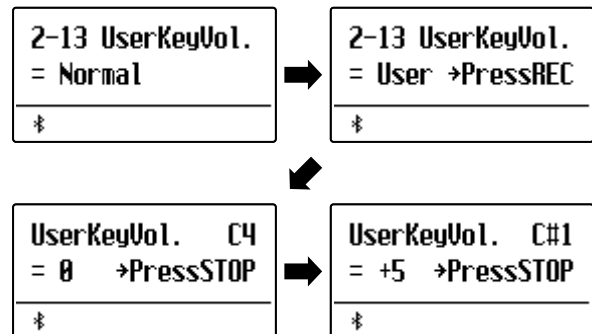 2-13 UserKeyVol.
= Normal
2-13 UserKeyVol.
= User →PressREC
UserKeyVol. C4
= 0 →PressSTOP
UserKeyVol. C#1
= +5 →PressSTOP